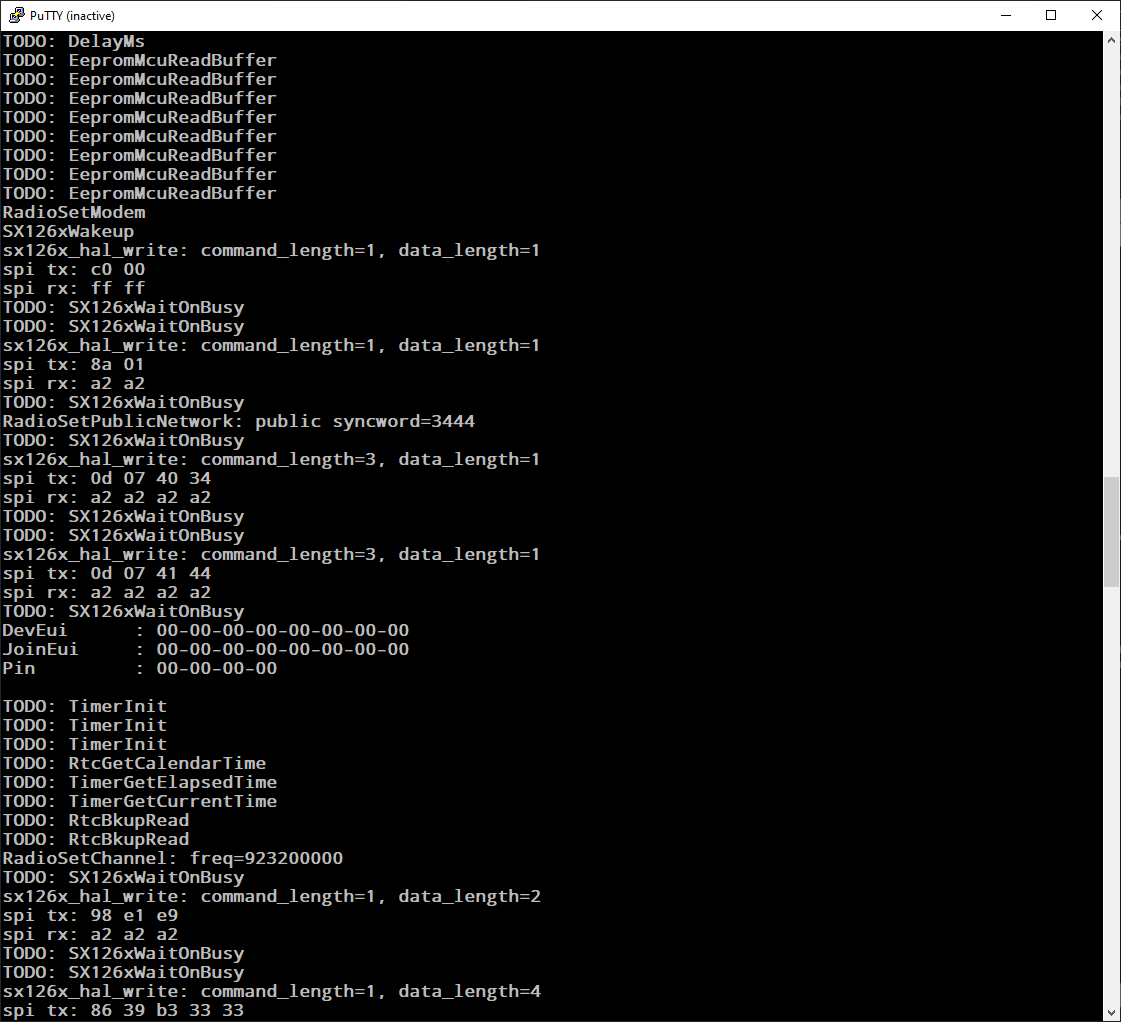 PuTTY (inactive)
TODO: DelayMs
TODO: EepromMcuReadBuffer
TODO: EepromMcuReadBuffer
TODO: EepromMcuReadBuffer
TODO: EepromMcuReadBuffer
TODO: EepromMcuReadBuffer
TODO: EepromMcuReadBuffer
TODO: EepromMcuReadBuffer
TODO: EepromMcuReadBuffer
RadioSetModem
SX126xWakeup
sx126x_hal_write: command_length=1, data_length=1
spi tx: c0 00
spi rx: ff ff
TODO: SX126xWaitOnBusy
TODO: SX126xWaitOnBusy
sx126x_hal_write: command_length=1, data_length=1
spi tx: 8a 01
spi rx: a2 a2
TODO: SX126xWaitOnBusy
RadioSetPublicNetwork: public syncword=3444
TODO: SX126xWaitOnBusy
sx126x_hal_write: command_length=3, data_length=1
spi tx: 0d 07 40 34
spi rx: a2 a2 a2 a2
TODO: SX126xWaitOnBusy
TODO: SX126xWaitOnBusy
sx126x_hal_write: command_length=3, data_length=1
spi tx: 0d 07 41 44
spi rx: a2 a2 a2 a2
TODO: SX126xWaitOnBusy
DevEui      : 00-00-00-00-00-00-00-00
JoinEui     : 00-00-00-00-00-00-00-00
Pin         : 00-00-00-00
TODO: TimerInit
TODO: TimerInit
TODO: TimerInit
TODO: RtcGetCalendarTime
TODO: TimerGetElapsedTime
TODO: TimerGetCurrentTime
TODO: RtcBkupRead
TODO: RtcBkupRead
RadioSetChannel: freq=923200000
TODO: SX126xWaitOnBusy
sx126x_hal_write: command_length=1, data_length=2
spi tx: 98 e1 e9
spi rx: a2 a2 a2
TODO: SX126xWaitOnBusy
TODO: SX126xWaitOnBusy
sx126x_hal_write: command_length=1, data_length=4
spi tx: 86 39 b3 33 33